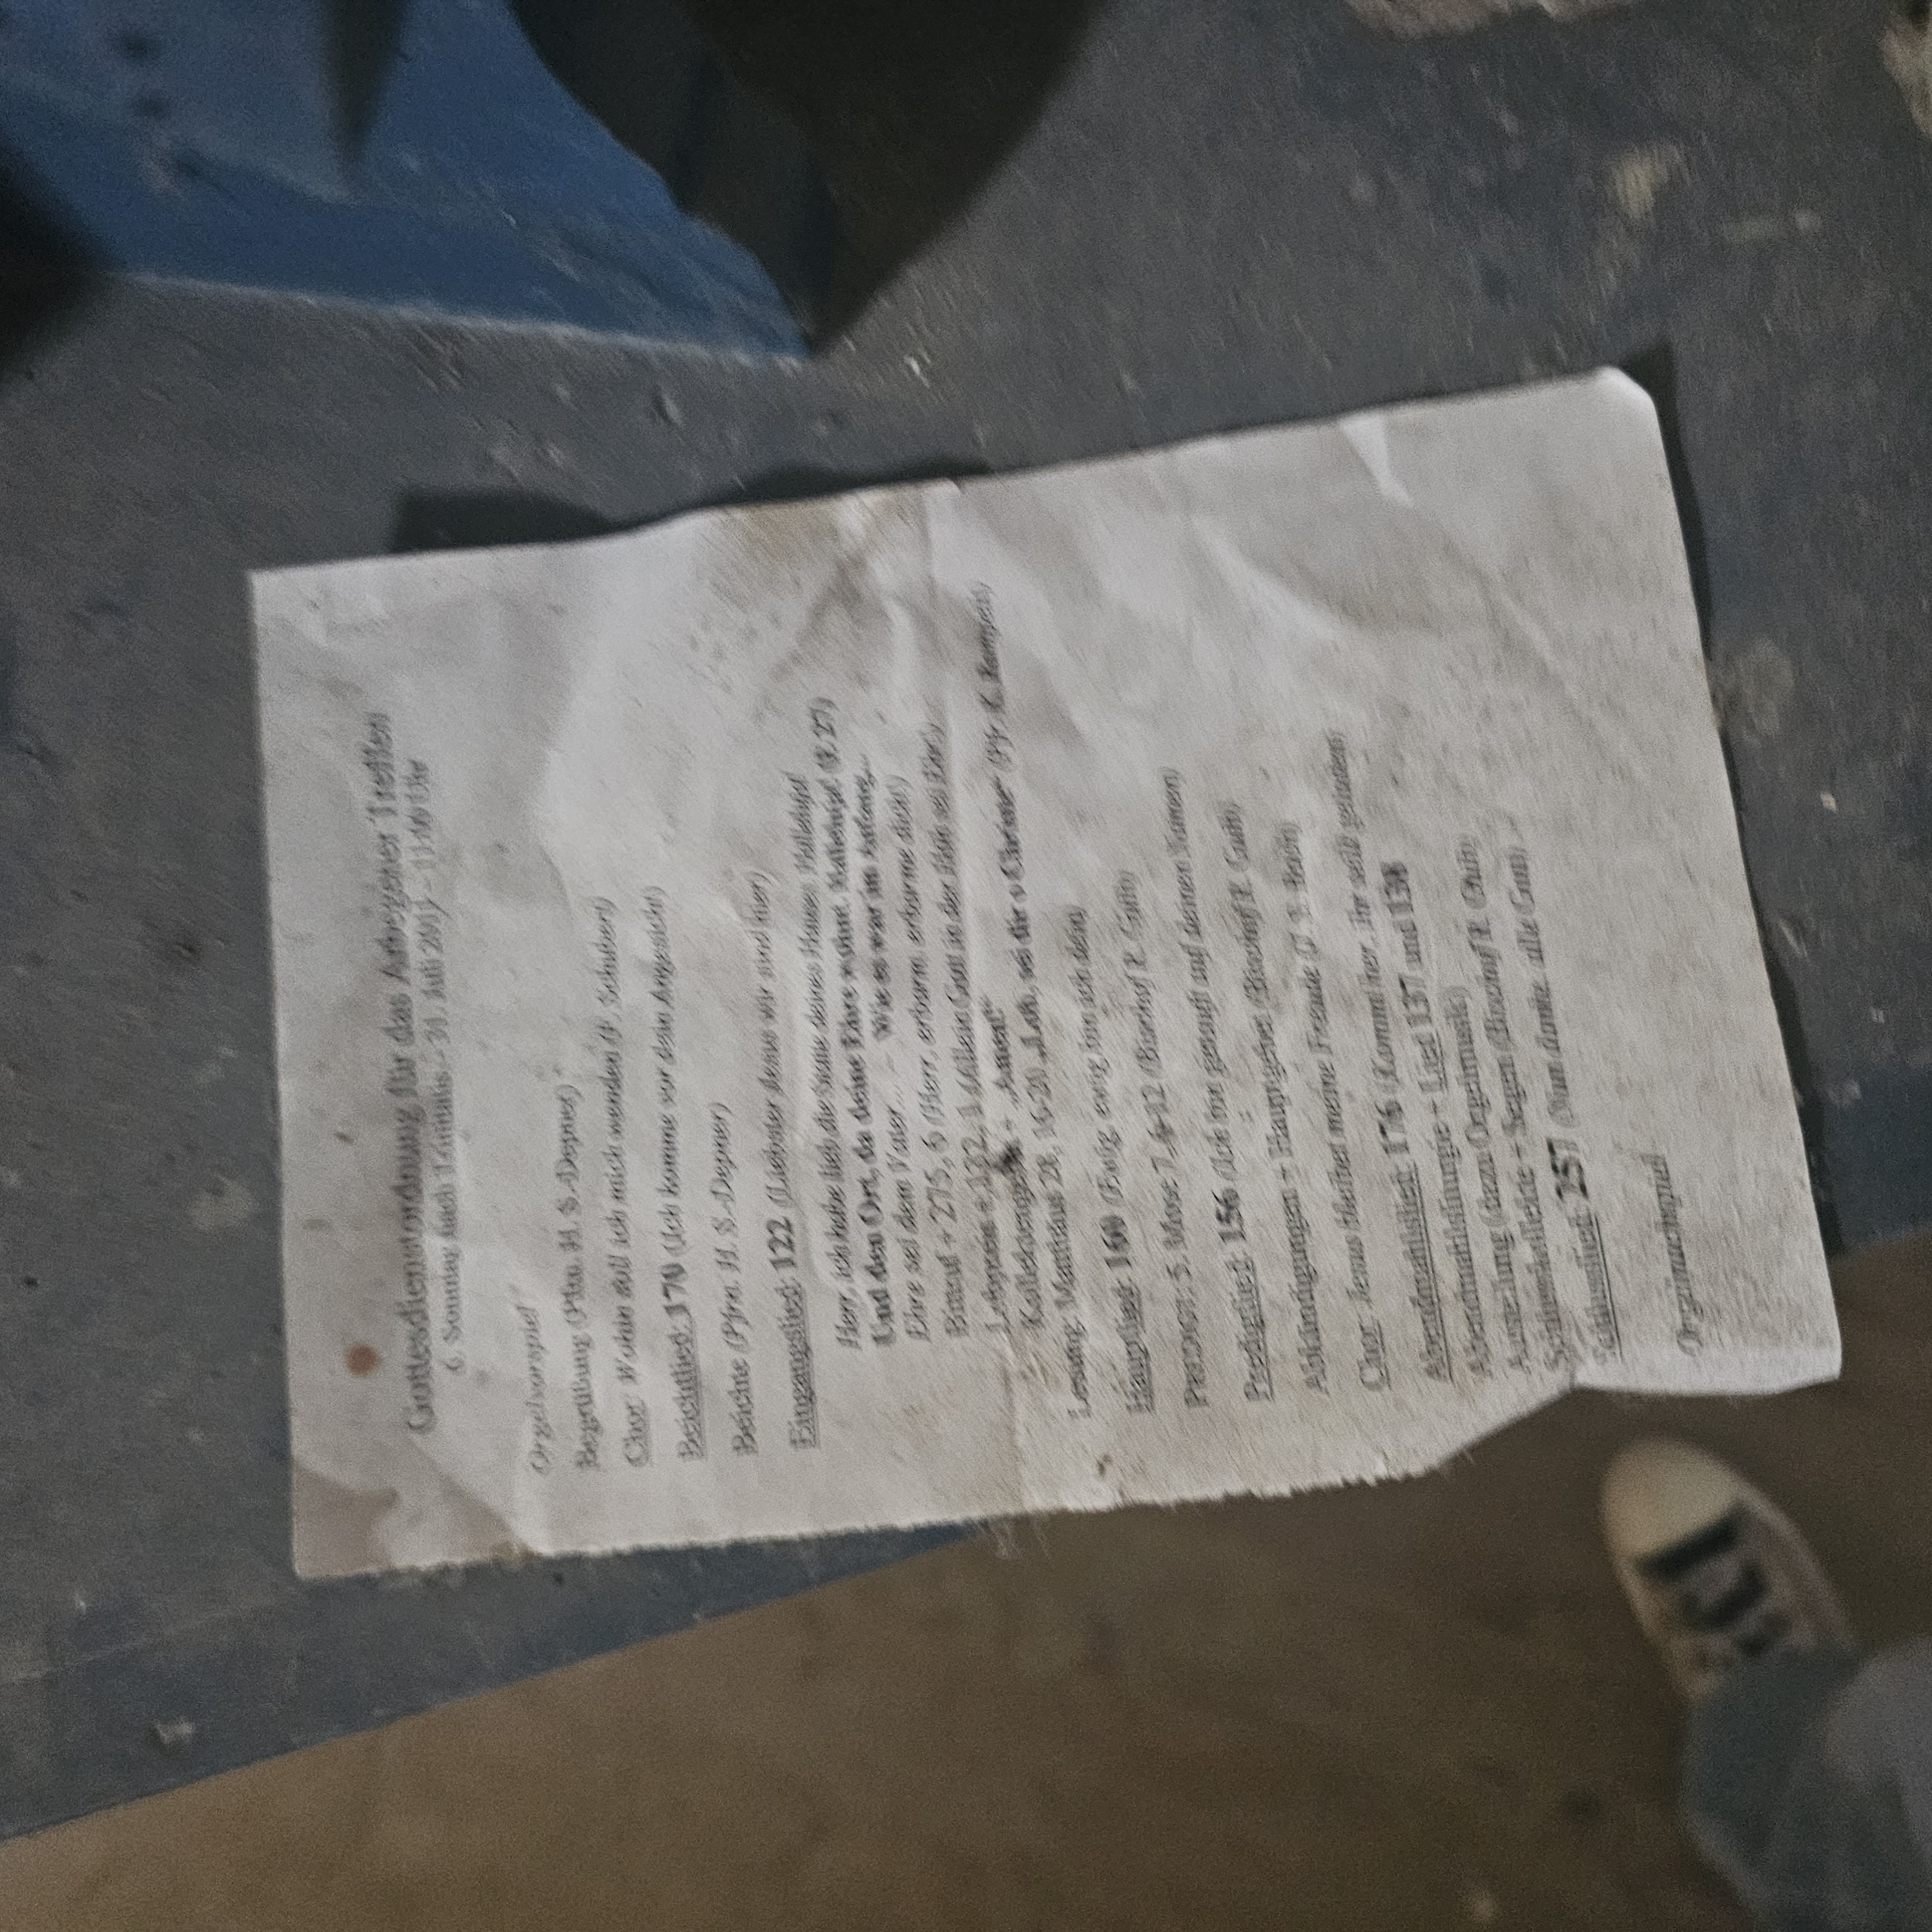 Gottesdienstordnung für das Arbegener Treffen
6. Sonntag nach Trinitatis – 31. Juli 2011 – 11:00 Uhr
Orgelvorspiel
Begrüßung (Pfrn. H. S.-Depner)
Chor: Wohin soll ich mich wenden (F. Schubert)
Beichtlied: 170 (Ich komme vor dein Angesicht)
Beichte (Pfrn. H. S.-Depner)
Eingangslied: 122 (Liebster Jesus wir sind hier)
Herr, ich habe lieb die Stätte deines Hauses. Halleluja!
Und den Ort, da deine Ehre wohnt. Halleluja! (P. 27)
Ehre sei dem Vater... – Wie es war im Anfang...
Bittruf + 275, 6 (Herr, erbarm, erbarme dich!)
Lobpreis + 132, 1 (Allein Gott in der Höh sei Ehr!)
Kollektengebet – „Amen!“
Lesung: Matthäus 28, 16-20 „Lob, sei dir o Christe“ (Pfr.
Hauptlied: 160 (Ewig, ewig bin ich dein)
Predigt: 5. Mose 7, 6-12 (Bischof R. Guib)
Prediglied: 156 (Ich bin getauft auf deinen Namen)
Abkündigungen + Hauptgebet (Bischof R. Guib)
Chor: Jesus bleibet meine Freude (J. S. Bach)
Abendmahlslied: 176 (Kommt her, ihr seid geladen)
Abendmahlsliturgie + Lied 137 und 138
Austeilung (dazu Orgelmusik)
Schlusskollekte + Segen (Bischof R. Guib)
Schlusslied: 257 (Nun danket alle Gott)
Orgelnachspiel